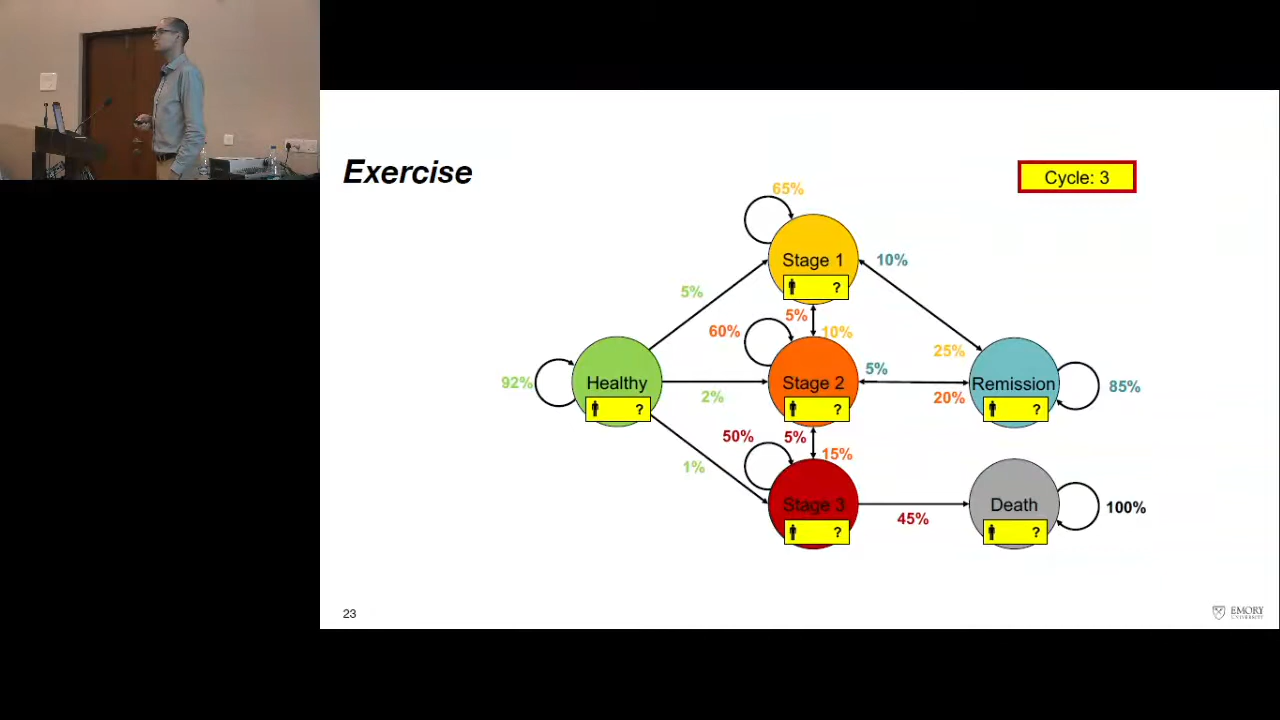 Exercise
Cycle: 3
65%
Stage 1
?
10%
5%
5%
10%
60%
25%
Healthy
?
92%
2%
Stage 2
?
5%
20%
Remission
?
85%
50%
5%
15%
1%
Stage 3
?
45%
Death
?
100%
23
EMORY
UNIVERSITY